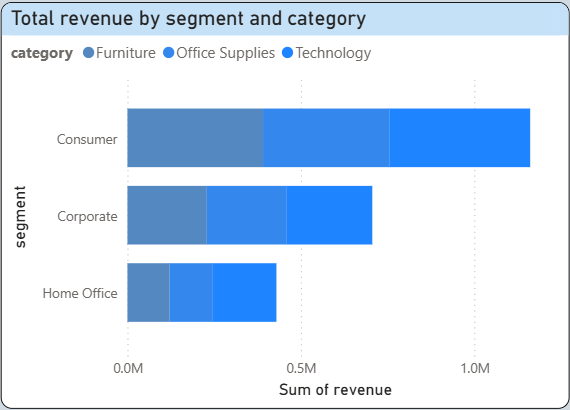 Total revenue by segment and category
category Furniture Office Supplies Technology
segment
Consumer
Corporate
Home Office
0.0M 0.5M 1.0M
Sum of revenue